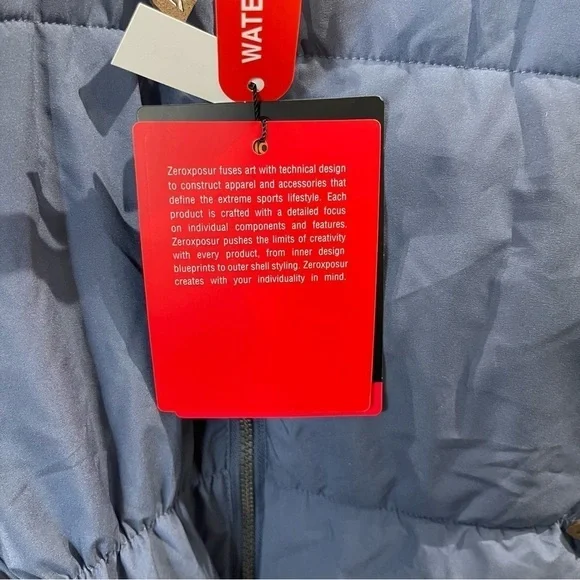 WATE
Zeroxposur fuses art with technical design
to construct apparel and accessories that
define the extreme sports lifestyle. Each
product is crafted with a detailed focus
on individual components and features.
Zeroxposur pushes the limits of creativity
with every product, from inner design
blueprints to outer shell styling. Zeroxposur
creates with your individuality in mind.